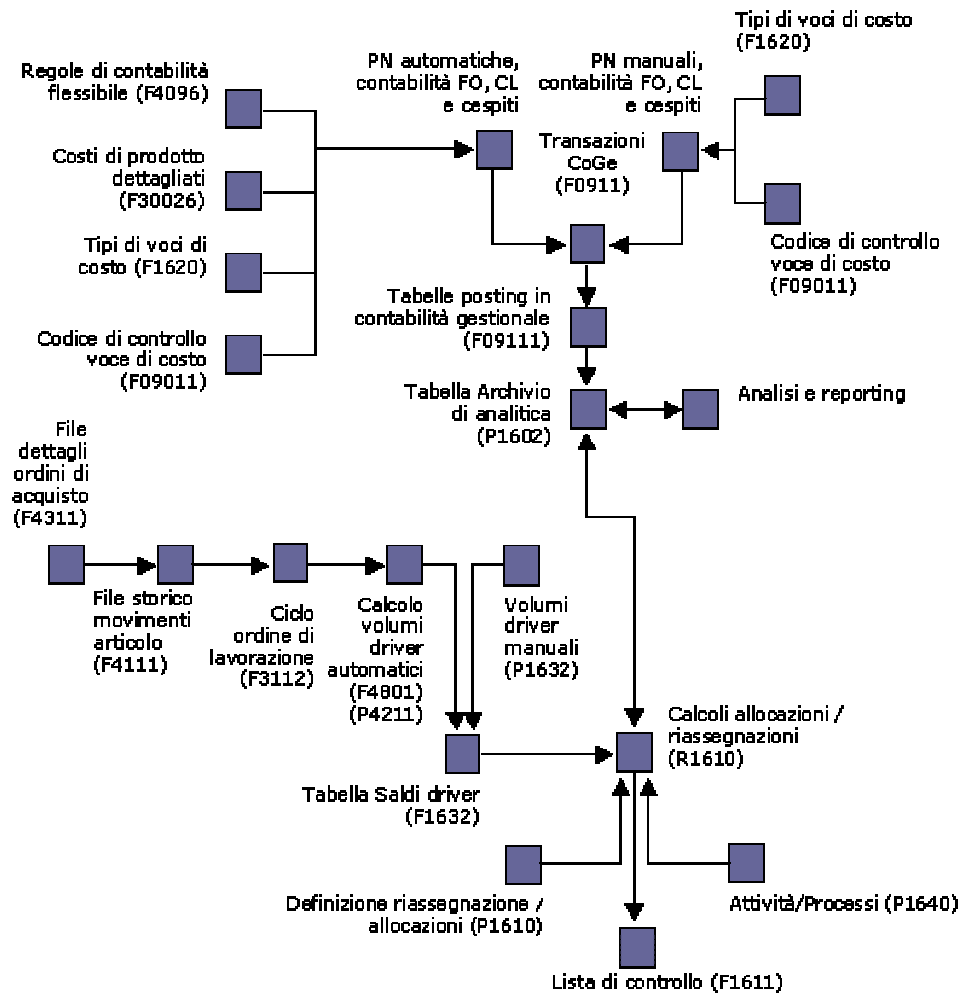 Tipi di voci di costo
(F1620)
PN automatiche,
contabilità FO, CL
e cespiti
PN manuali,
contabilità FO, CL
e cespiti
Regole di contabilità
flessibile (F4096)
Transazioni
CoGe
(F0911)
Costi di prodotto
dettagliati
(F30026)
Tipi di voci di
costo (F1620)
Codice di controllo
voce di costo
(F09011)
Tabelle posting in
contabilità gestionale
(F09111)
Codice di controllo
voce di costo
(F09011)
Tabella Archivio
di analitica
(P1602)
Analisi e reporting
File
dettagli
ordini di
acquisto
(F4311)
File storico
movimenti
articolo
(F4111)
Ciclo
ordine di
lavorazione
(F3112)
Calcolo
volumi
driver
automatici
(F4801)
(P4211)
Volumi
driver
manuali
(P1632)
Calcoli allocazioni /
riassegnazioni
(R1610)
Tabella Saldi driver
(F1632)
Definizione riassegnazione /
allocazioni (P1610)
Attività/Processi (P1640)
Lista di controllo (F1611)